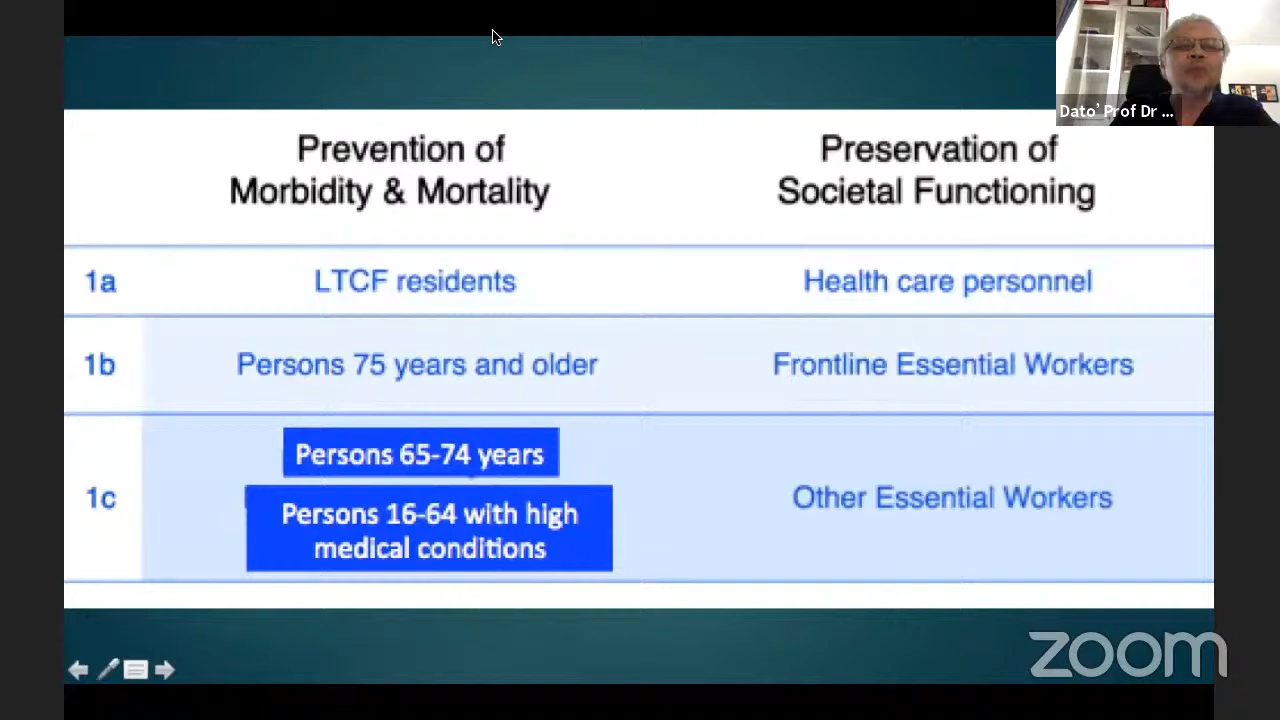 Dato’ Prof Dr ...
Prevention of
Morbidity & Mortality
Preservation of
Societal Functioning
1a
LTCF residents
Health care personnel
1b
Persons 75 years and older
Frontline Essential Workers
1c
Persons 65-74 years
Persons 16-64 with high
medical conditions
Other Essential Workers
zoom